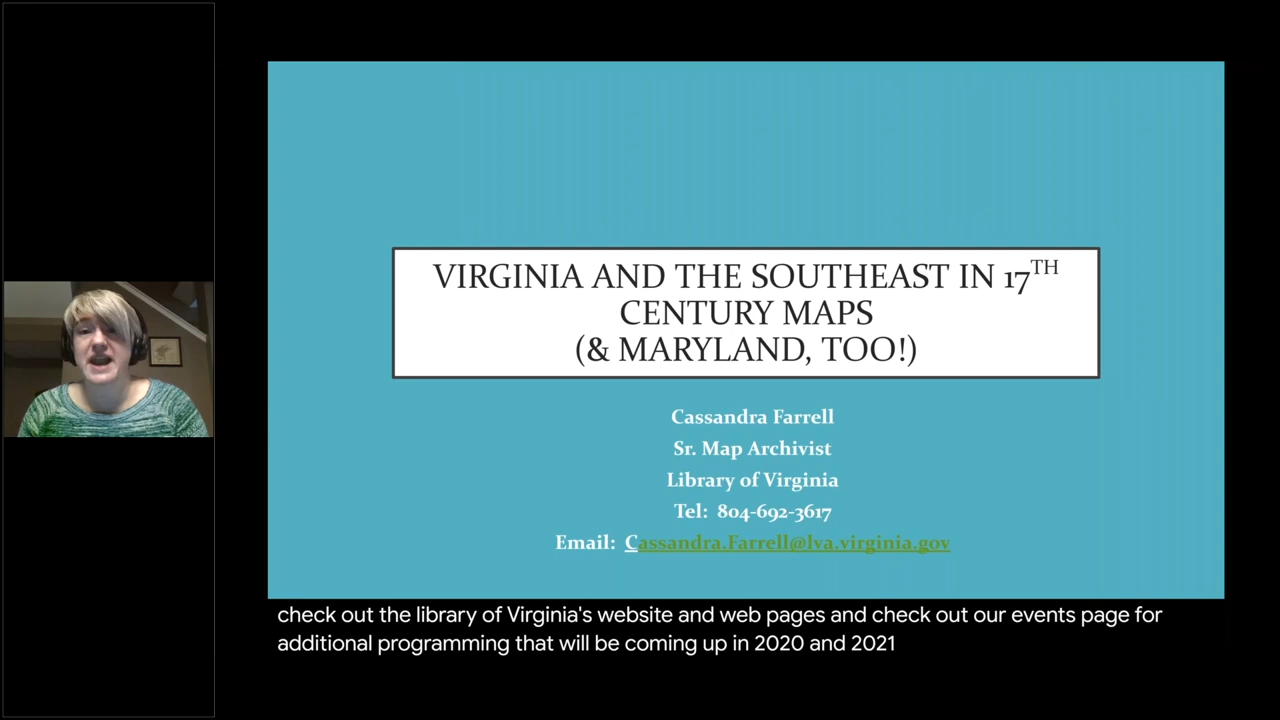 VIRGINIA AND THE SOUTHEAST IN 17TH
CENTURY MAPS
(& MARYLAND, TOO!)
Cassandra Farrell
Sr. Map Archivist
Library of Virginia
Tel: 804-692-3617
Email: Cassandra.Farrell@lva.virginia.gov
check out the library of Virginia's website and web pages and check out our events page for
additional programming that will be coming up in 2020 and 2021